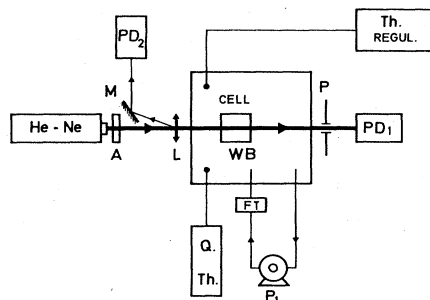 PD2
Th.
REGUL.
M
CELL
P
He - Ne
PD1
A
L
WB
FT
Q.
Th.
P1